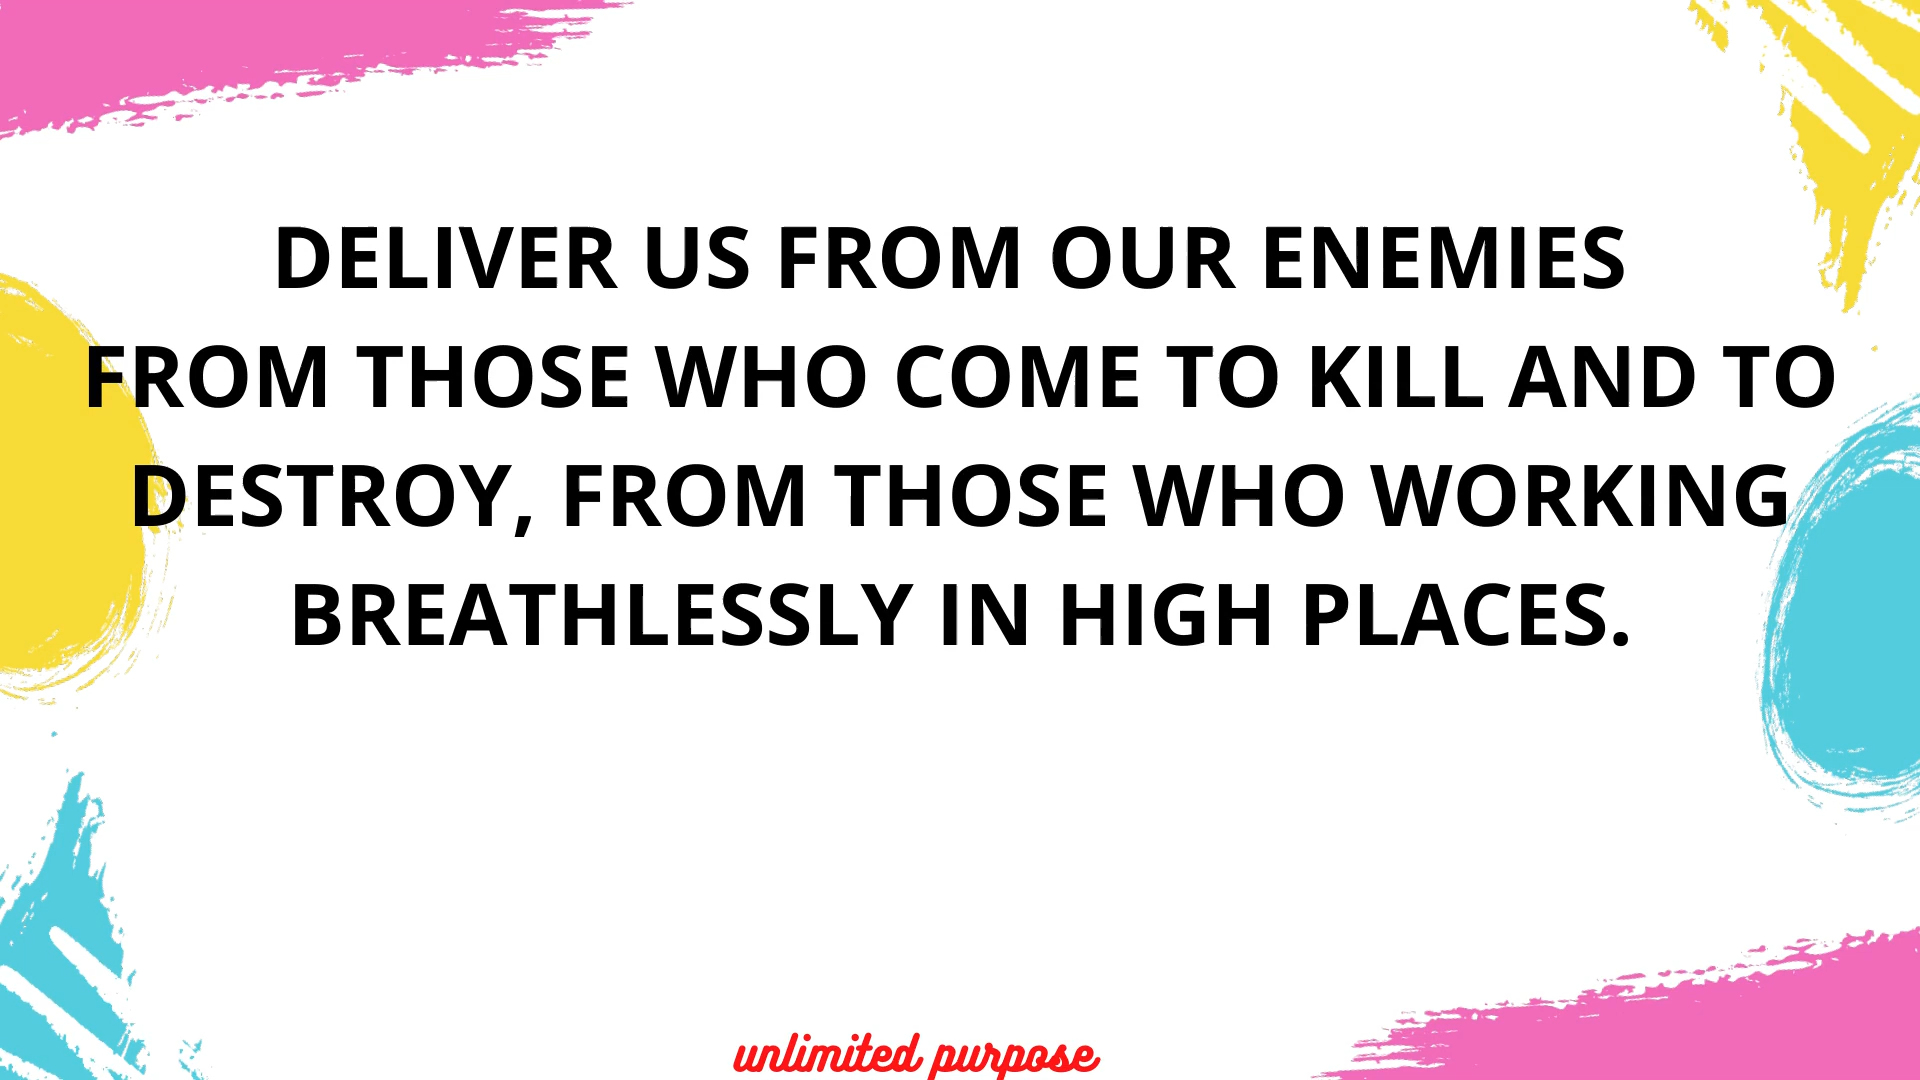 DELIVER US FROM OUR ENEMIES
FROM THOSE WHO COME TO KILL AND TO
DESTROY, FROM THOSE WHO WORKING
BREATHLESSLY IN HIGH PLACES.
unlimited purpose